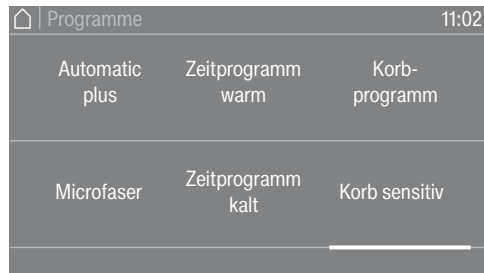 Programme 11:02
Automatic
plus
Zeitprogramm
warm
Korb-
programm
Microfaser
Zeitprogramm
kalt
Korb sensitiv